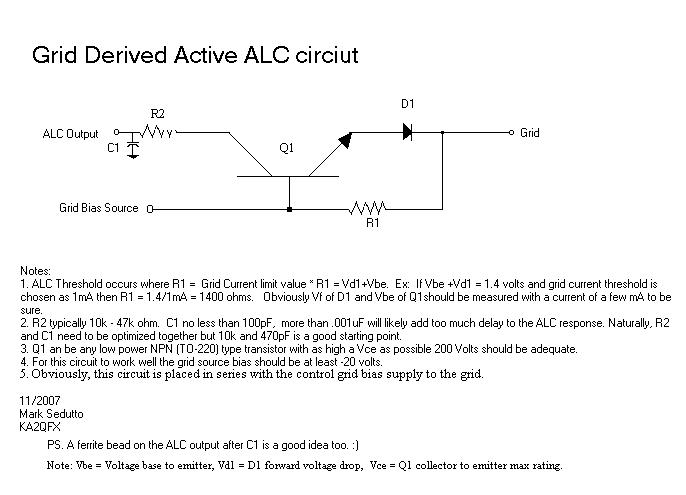 Grid Derived Active ALC circiut
D1
R2
ALC Output
Grid
C1
Q1
Grid Bias Source
R1
Notes:
1. ALC Threshold occurs where R1 = Grid Current limit value * R1 = Vd1+Vbe. Ex: If Vbe +Vd1 = 1.4 volts and grid current threshold is
chosen as 1mA then R1 = 1.4/1mA = 1400 ohms. Obviously Vf of D1 and Vbe of Q1should be measured with a current of a few mA to be
sure.
2. R2 typically 10k - 47k ohm. C1 no less than 100pF, more than .001uF will likely add too much delay to the ALC response. Naturally, R2
and C1 need to be optimized together but 10k and 470pF is a good starting point.
3. Q1 an be any low power NPN (TO-220) type transistor with as high a Vce as possible 200 Volts should be adequate.
4. For this circuit to work well the grid source bias should be at least -20 volts.
5. Obviously, this circuit is placed in series with the control grid bias supply to the grid.
11/2007
Mark Sedutto
KA2QFX
PS. A ferrite bead on the ALC output after C1 is a good idea too. :)
Note: Vbe = Voltage base to emitter, Vd1 = D1 forward voltage drop, Vce = Q1 collector to emitter max rating.